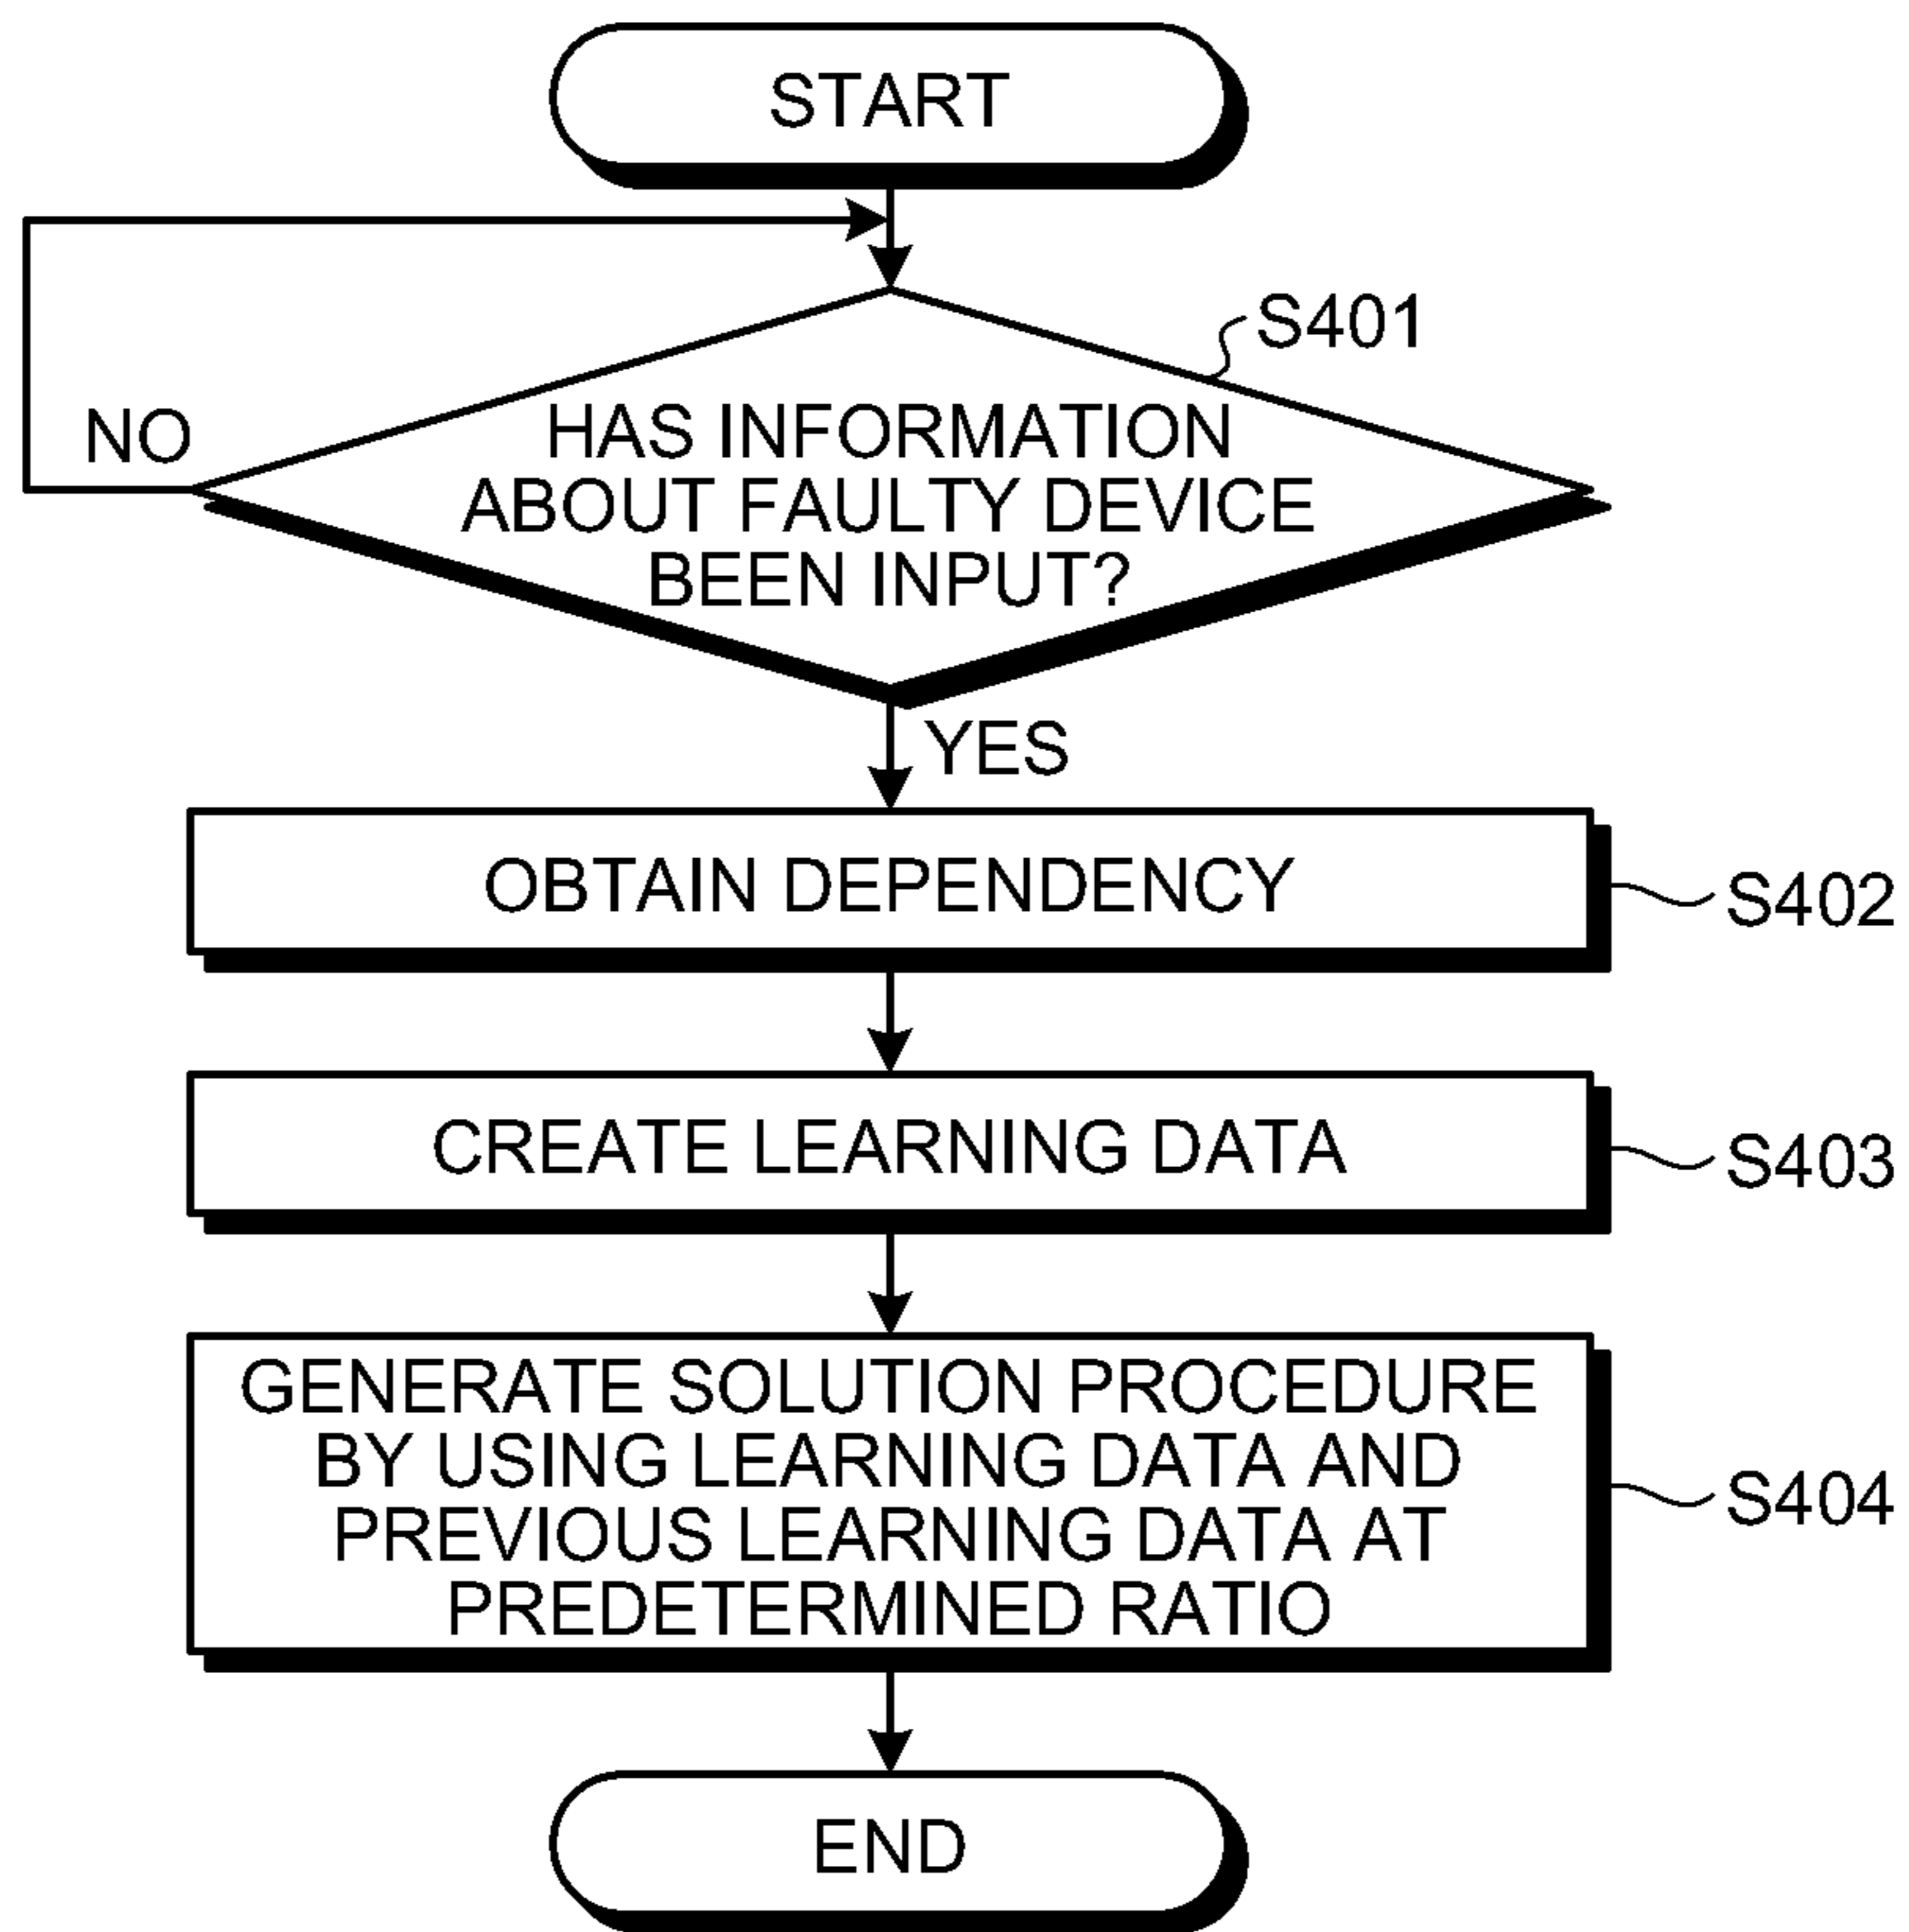 START
S401
HAS INFORMATION
ABOUT FAULTY DEVICE
BEEN INPUT?
NO
YES
OBTAIN DEPENDENCY
S402
CREATE LEARNING DATA
S403
GENERATE SOLUTION PROCEDURE
BY USING LEARNING DATA AND
PREVIOUS LEARNING DATA AT
PREDETERMINED RATIO
S404
END